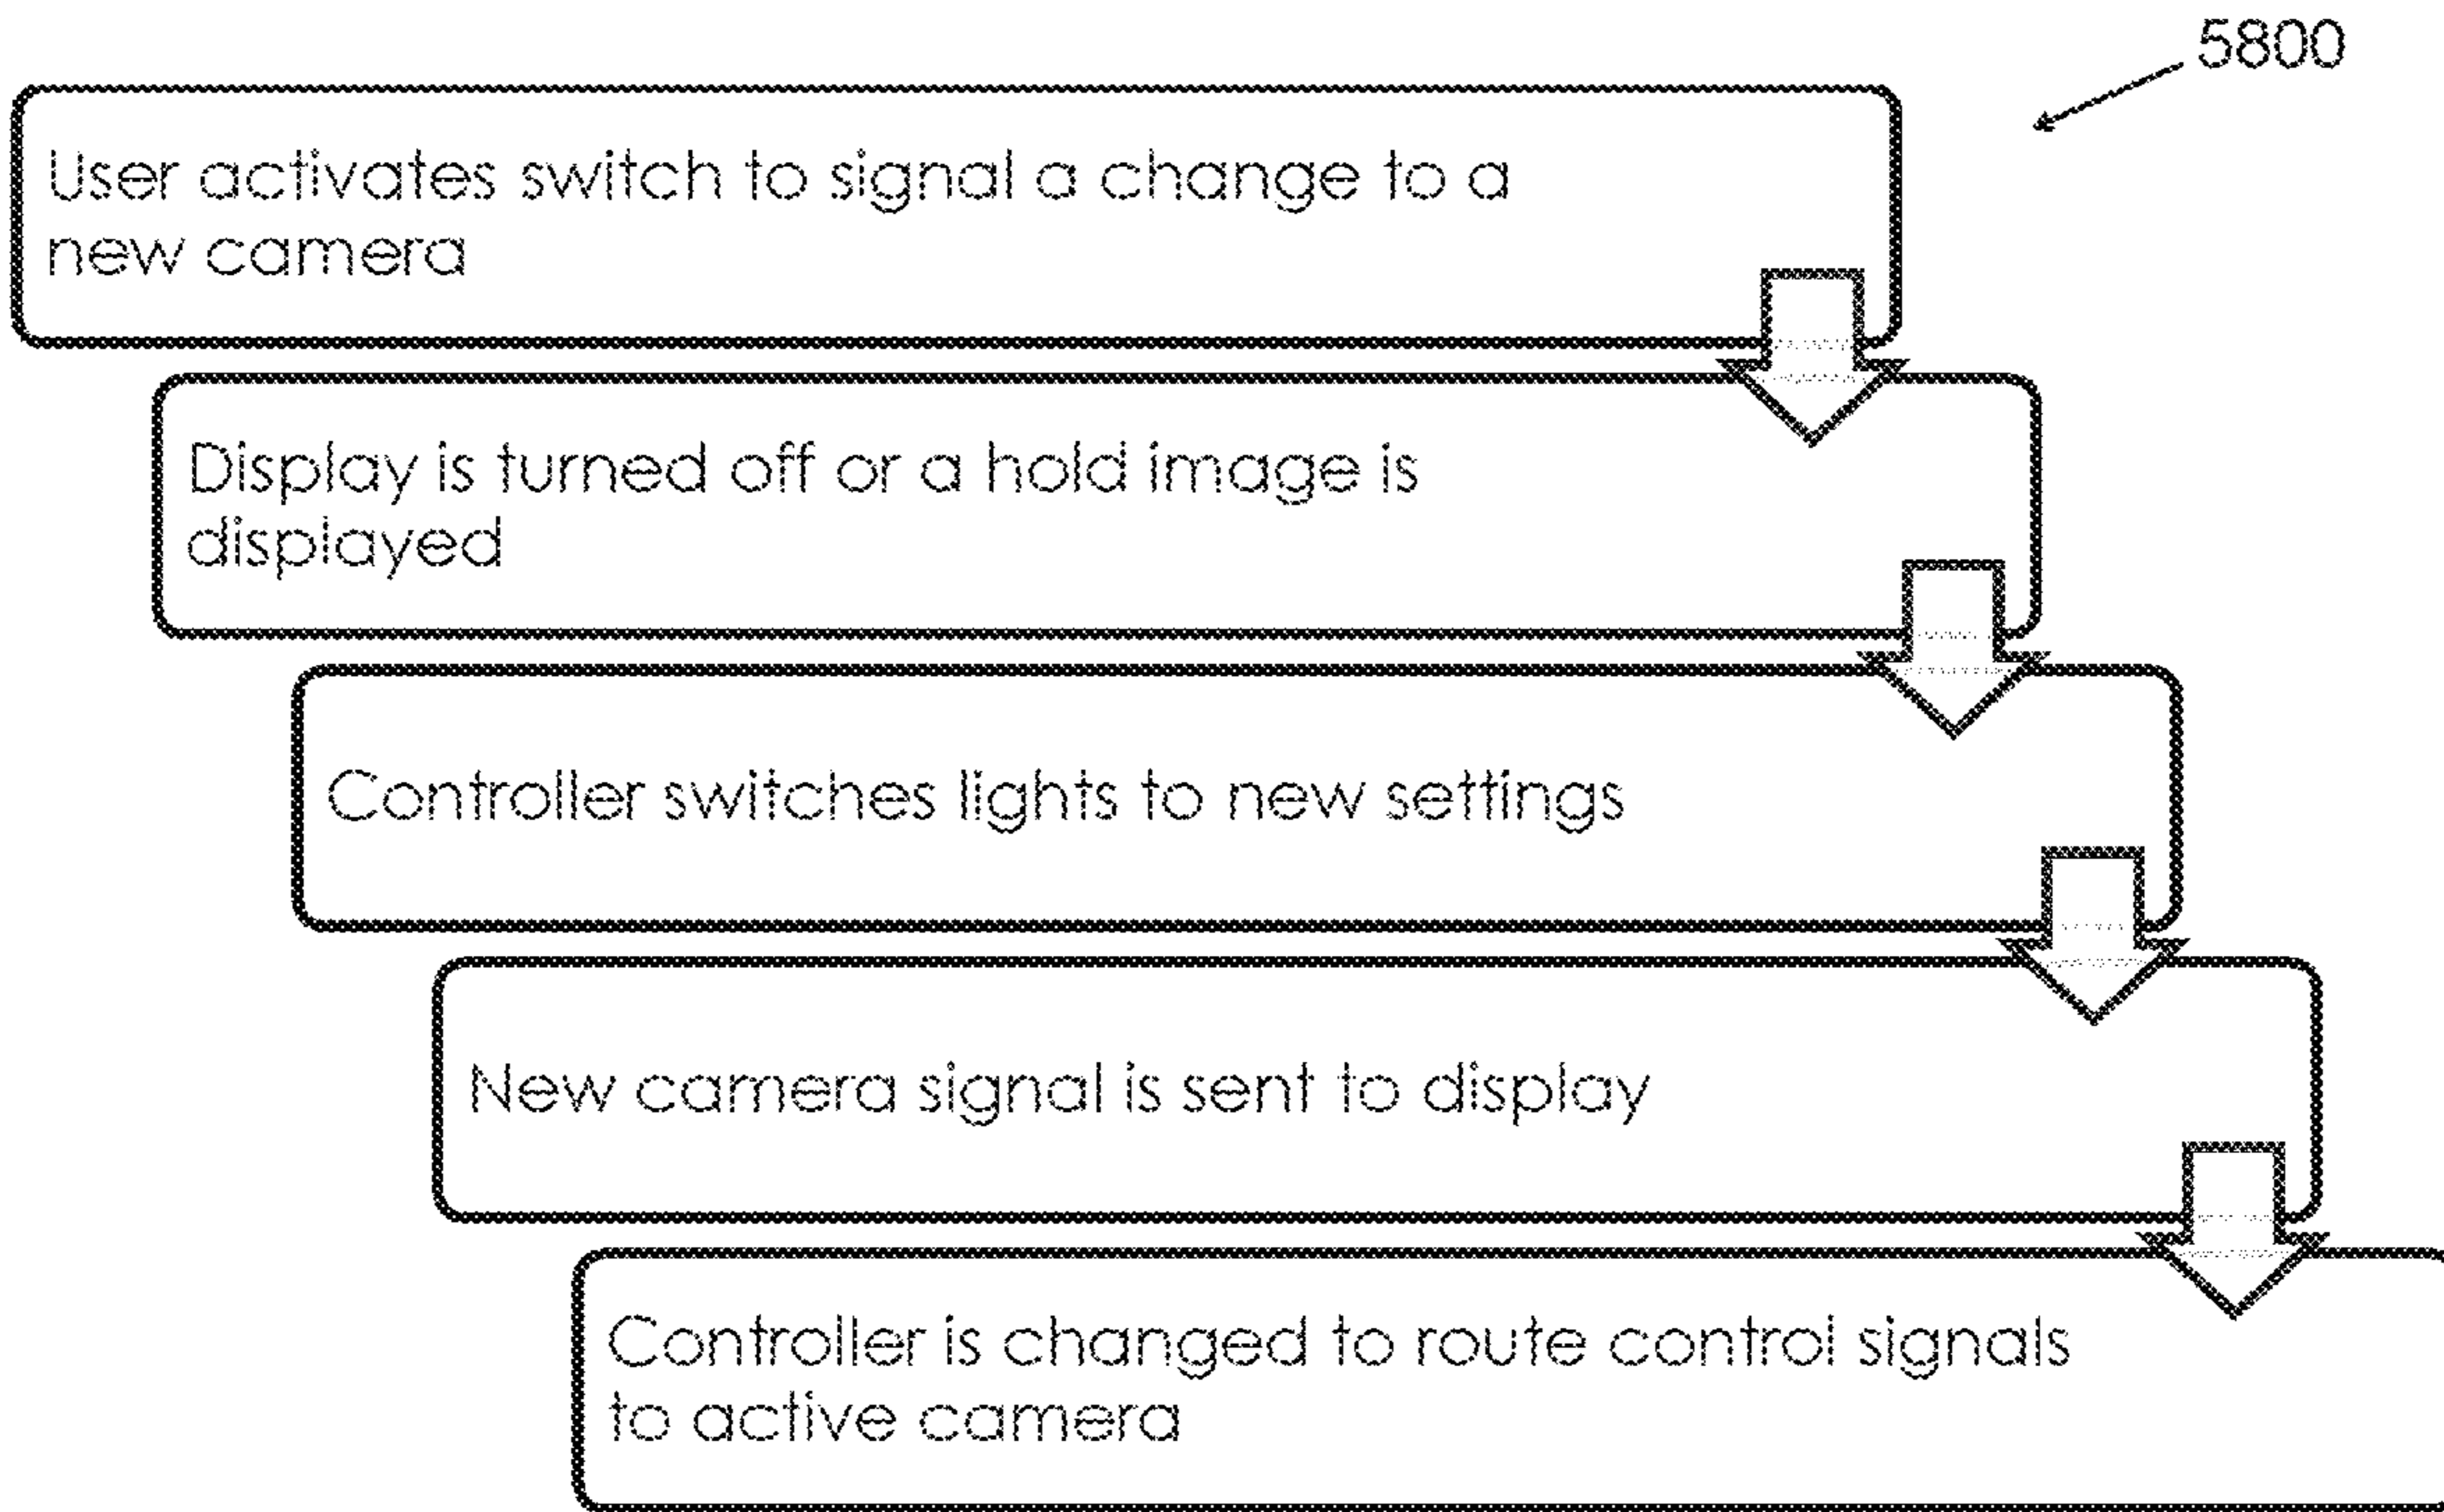 5800
User activates switch to signal a change to a
new camera
Display is turned off or a hold image is
displayed
Controller switches lights to new settings
New camera signal is sent to display
Controller is changed to route control signals
to active camera